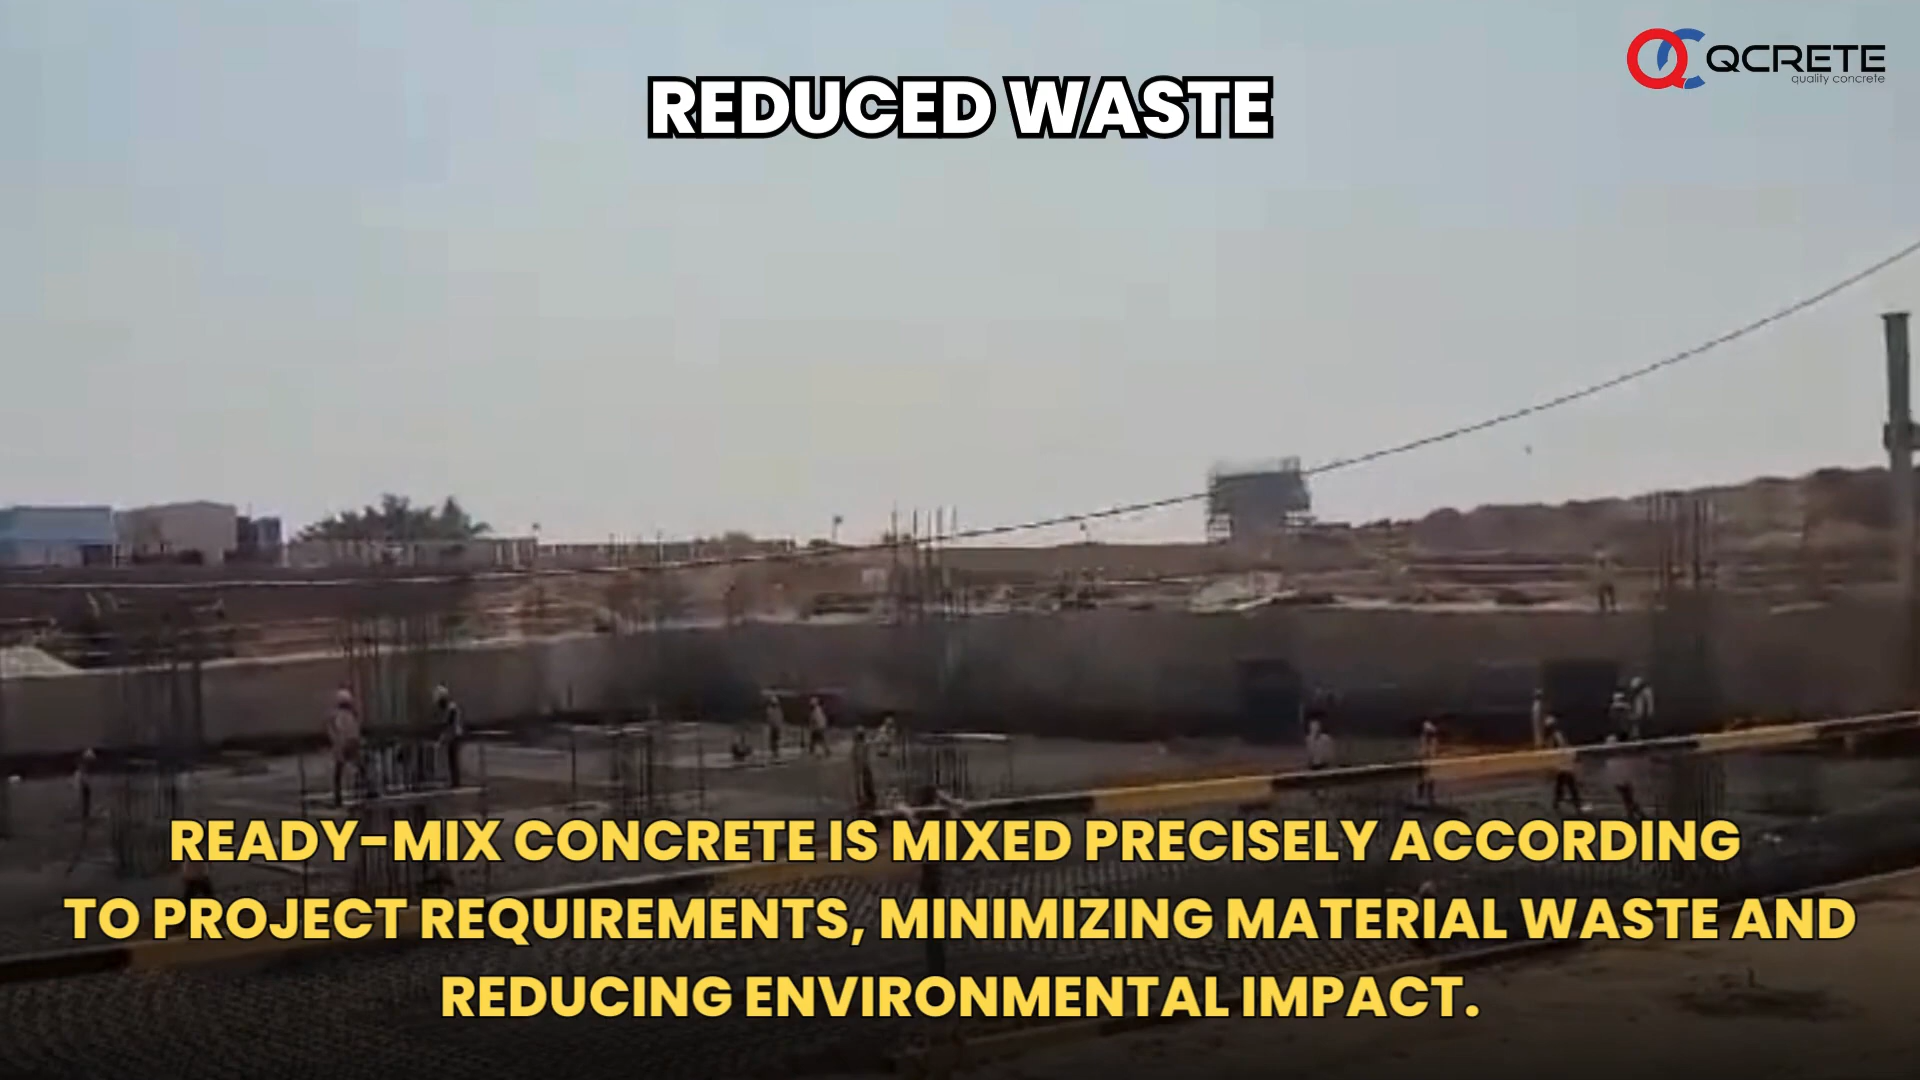 QC QCRETE
quality concrete
REDUCED WASTE
READY-MIX CONCRETE IS MIXED PRECISELY ACCORDING
TO PROJECT REQUIREMENTS, MINIMIZING MATERIAL WASTE AND
REDUCING ENVIRONMENTAL IMPACT.